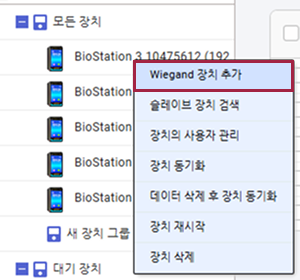 모든 장치
BioStation 3 10475612 (192
BioStation
BioStation
BioStation
BioStation
새 장치 그룹
대기 장치
Wiegand 장치 추가
슬레이브 장치 검색
장치의 사용자 관리
장치 동기화
데이터 삭제 후 장치 동기화
장치 재시작
장치 삭제